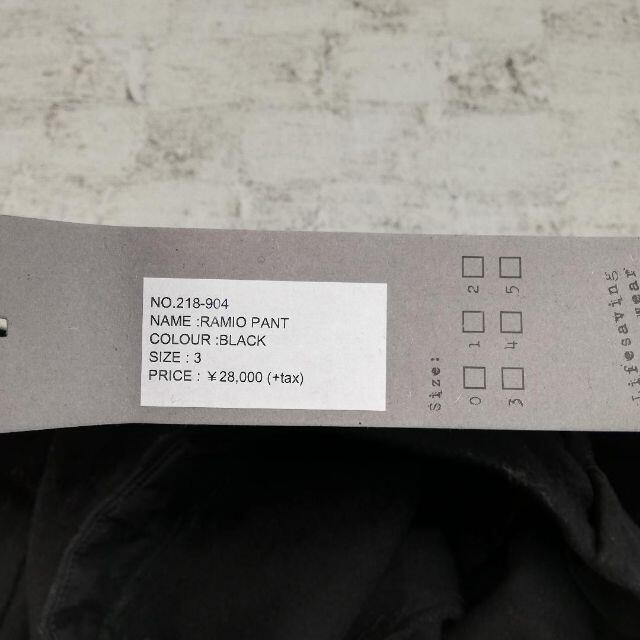 NO.218-904
NAME :RAMIO PANT
COLOUR :BLACK
SIZE : 3
PRICE : ￥28,000 (+tax)
Size:
0 1 2
3 4 5
lifesaving
wear